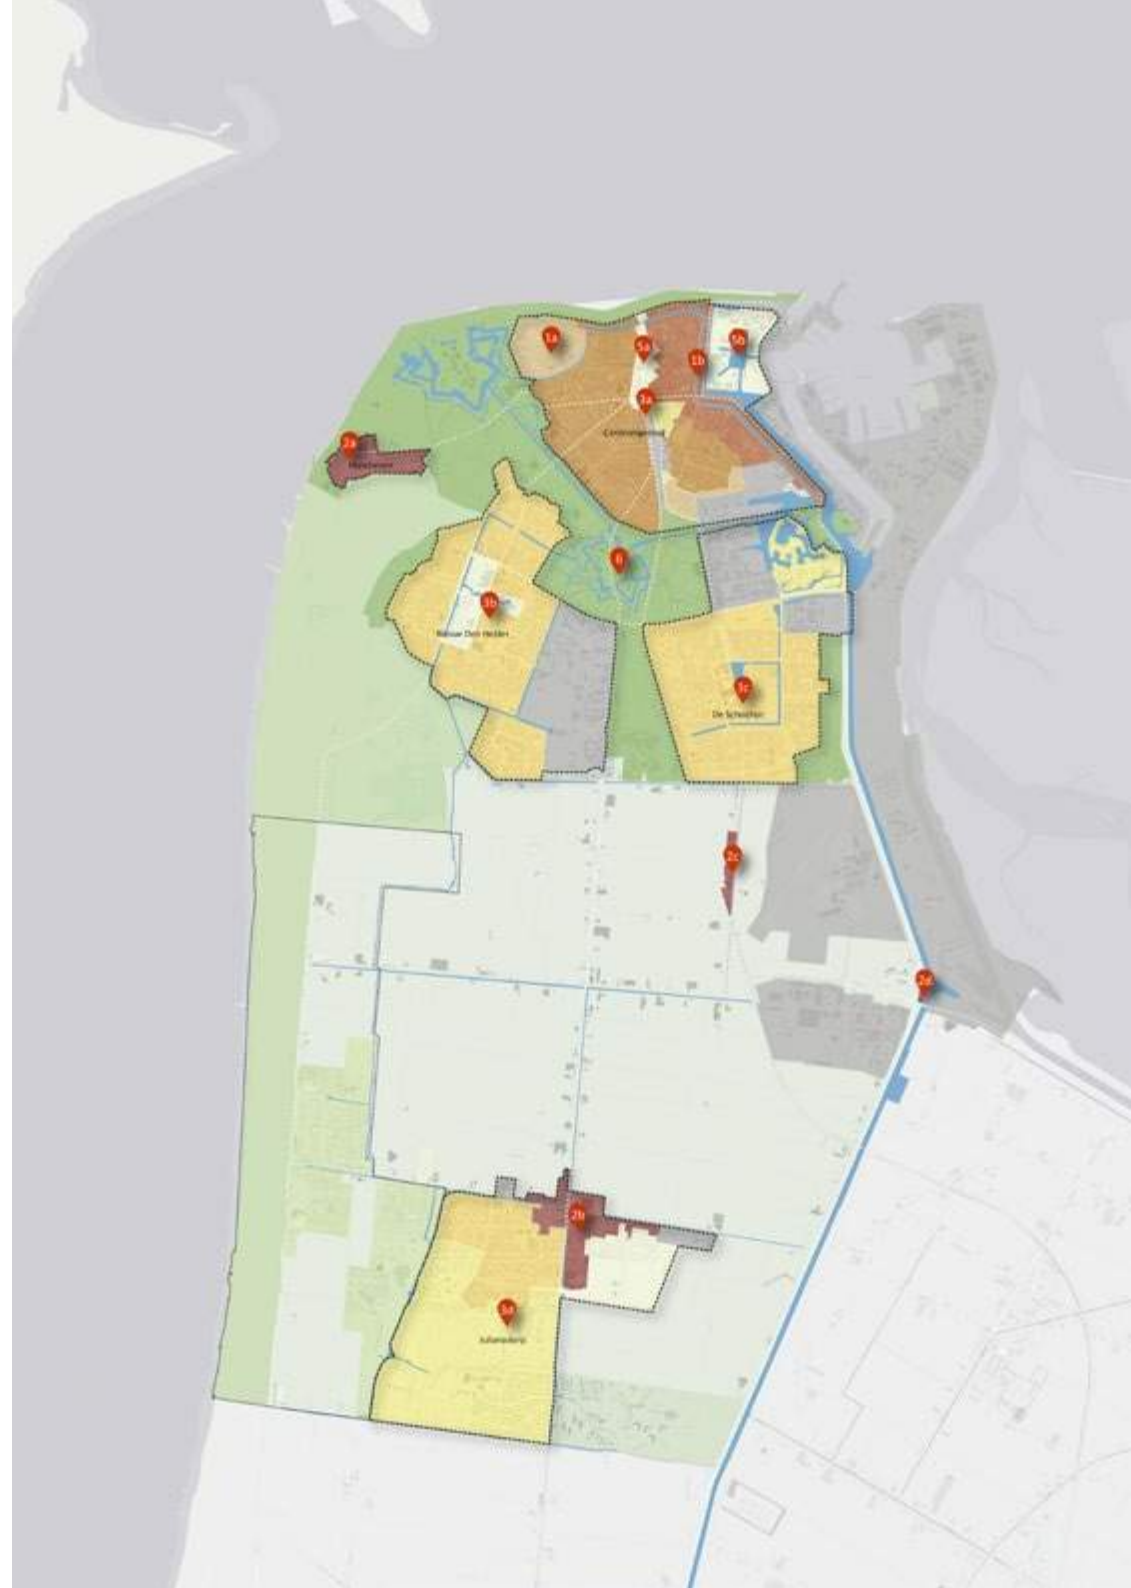 1a
5a
1b
5b
3a
2a
Huisduinen
6
3b
Nieuw Den Helder
3c
De Schooten
2c
2d
2b
3d
Julianadorp